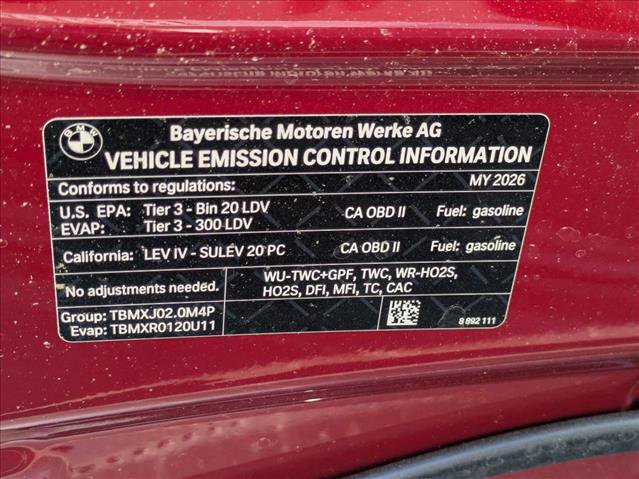 BMW
Bayerische Motoren Werke AG
VEHICLE EMISSION CONTROL INFORMATION
Conforms to regulations: MY 2026
U.S. EPA: Tier 3 - Bin 20 LDV CA OBD II Fuel: gasoline
EVAP: Tier 3 - 300 LDV
California: LEV IV - SULEV 20 PC CA OBD II Fuel: gasoline
No adjustments needed.
WU-TWC+GPF, TWC, WR-HO2S,
HO2S, DFI, MFI, TC, CAC
Group: TBMXJ02.0M4P
Evap: TBMXR0120U11
8 892 111